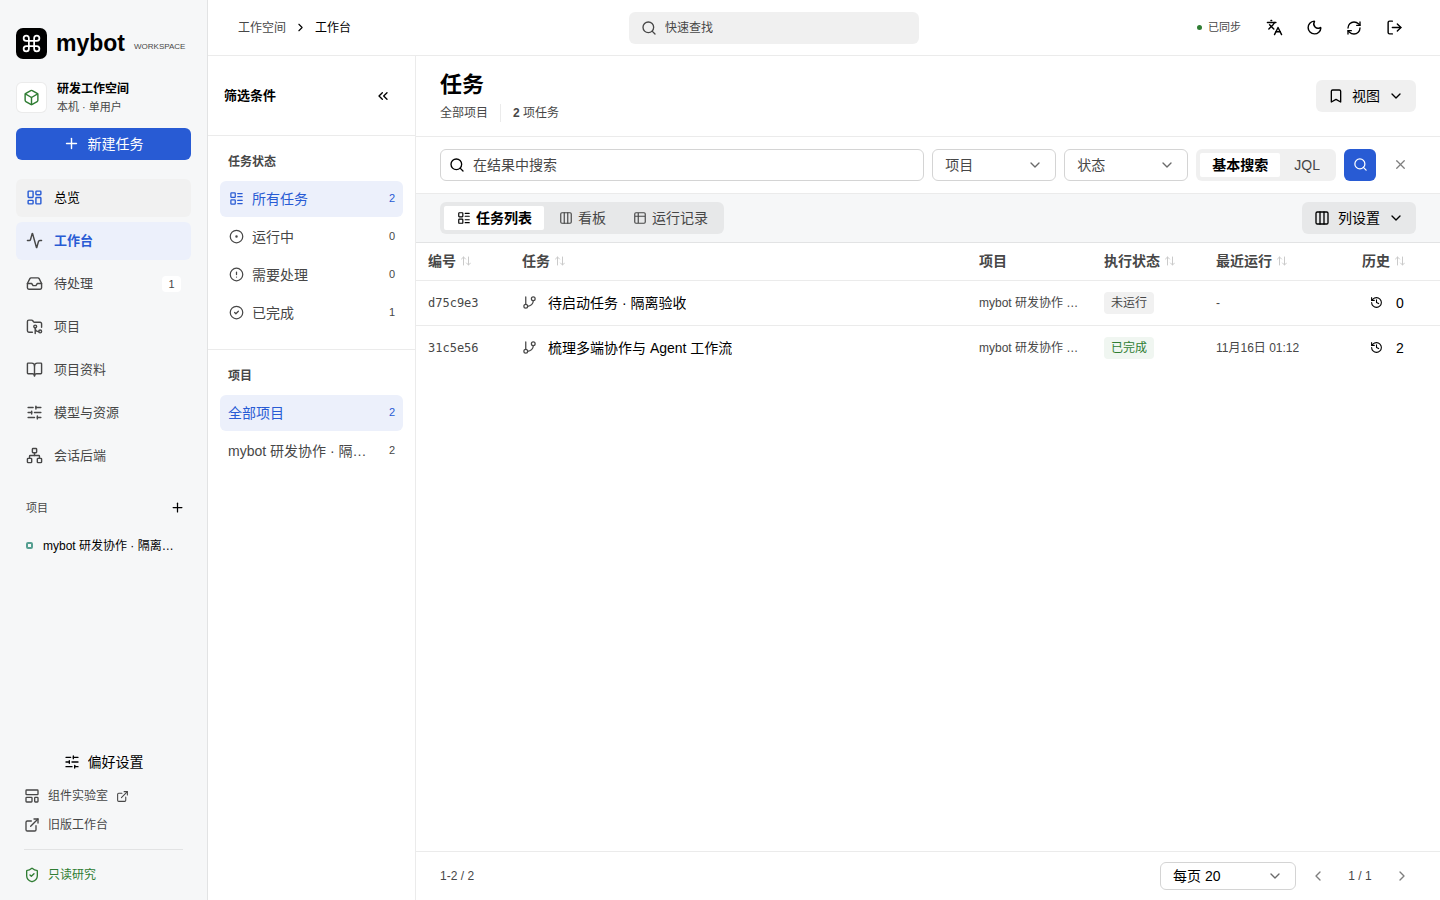 mybot WORKSPACE
研发工作空间
本机 · 单用户
新建任务
总览
工作台
待处理 1
项目
项目资料
模型与资源
会话后端
项目
mybot 研发协作 · 隔离…
偏好设置
组件实验室
旧版工作台
只读研究
工作空间 工作台
快速查找
已同步
筛选条件
任务状态
所有任务 2
运行中 0
需要处理 0
已完成 1
项目
全部项目 2
mybot 研发协作 · 隔… 2
任务
全部项目 2 项任务
视图
在结果中搜索
项目
状态
基本搜索 JQL
任务列表 看板 运行记录
列设置
编号 任务 项目 执行状态 最近运行 历史
d75c9e3 待启动任务 · 隔离验收 mybot 研发协作 … 未运行 - 0
31c5e56 梳理多端协作与 Agent 工作流 mybot 研发协作 … 已完成 11月16日 01:12 2
1-2 / 2
每页 20
1 / 1